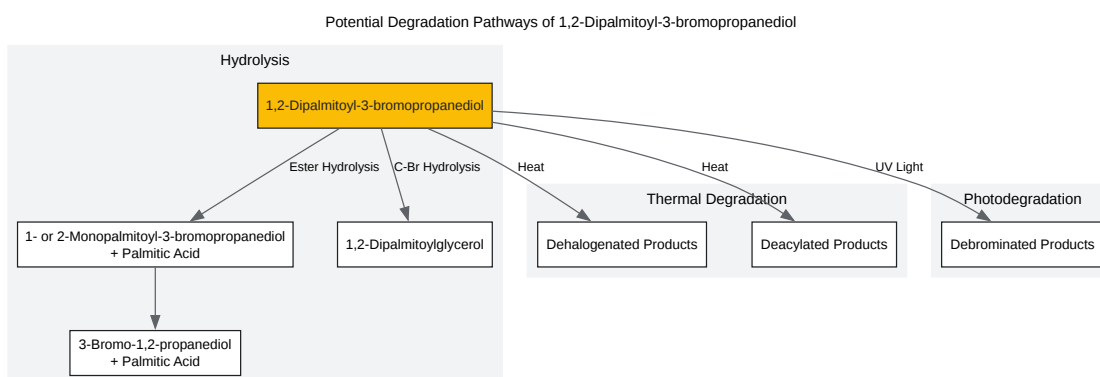 Potential Degradation Pathways of 1,2-Dipalmitoyl-3-bromopropanediol
Hydrolysis
1,2-Dipalmitoyl-3-bromopropanediol
Ester Hydrolysis
C-Br Hydrolysis
Heat
Heat
UV Light
Thermal Degradation
Photodegradation
1- or 2-Monopalmitoyl-3-bromopropanediol
+ Palmitic Acid
1,2-Dipalmitoylglycerol
Dehalogenated Products
Deacylated Products
Debrominated Products
3-Bromo-1,2-propanediol
+ Palmitic Acid